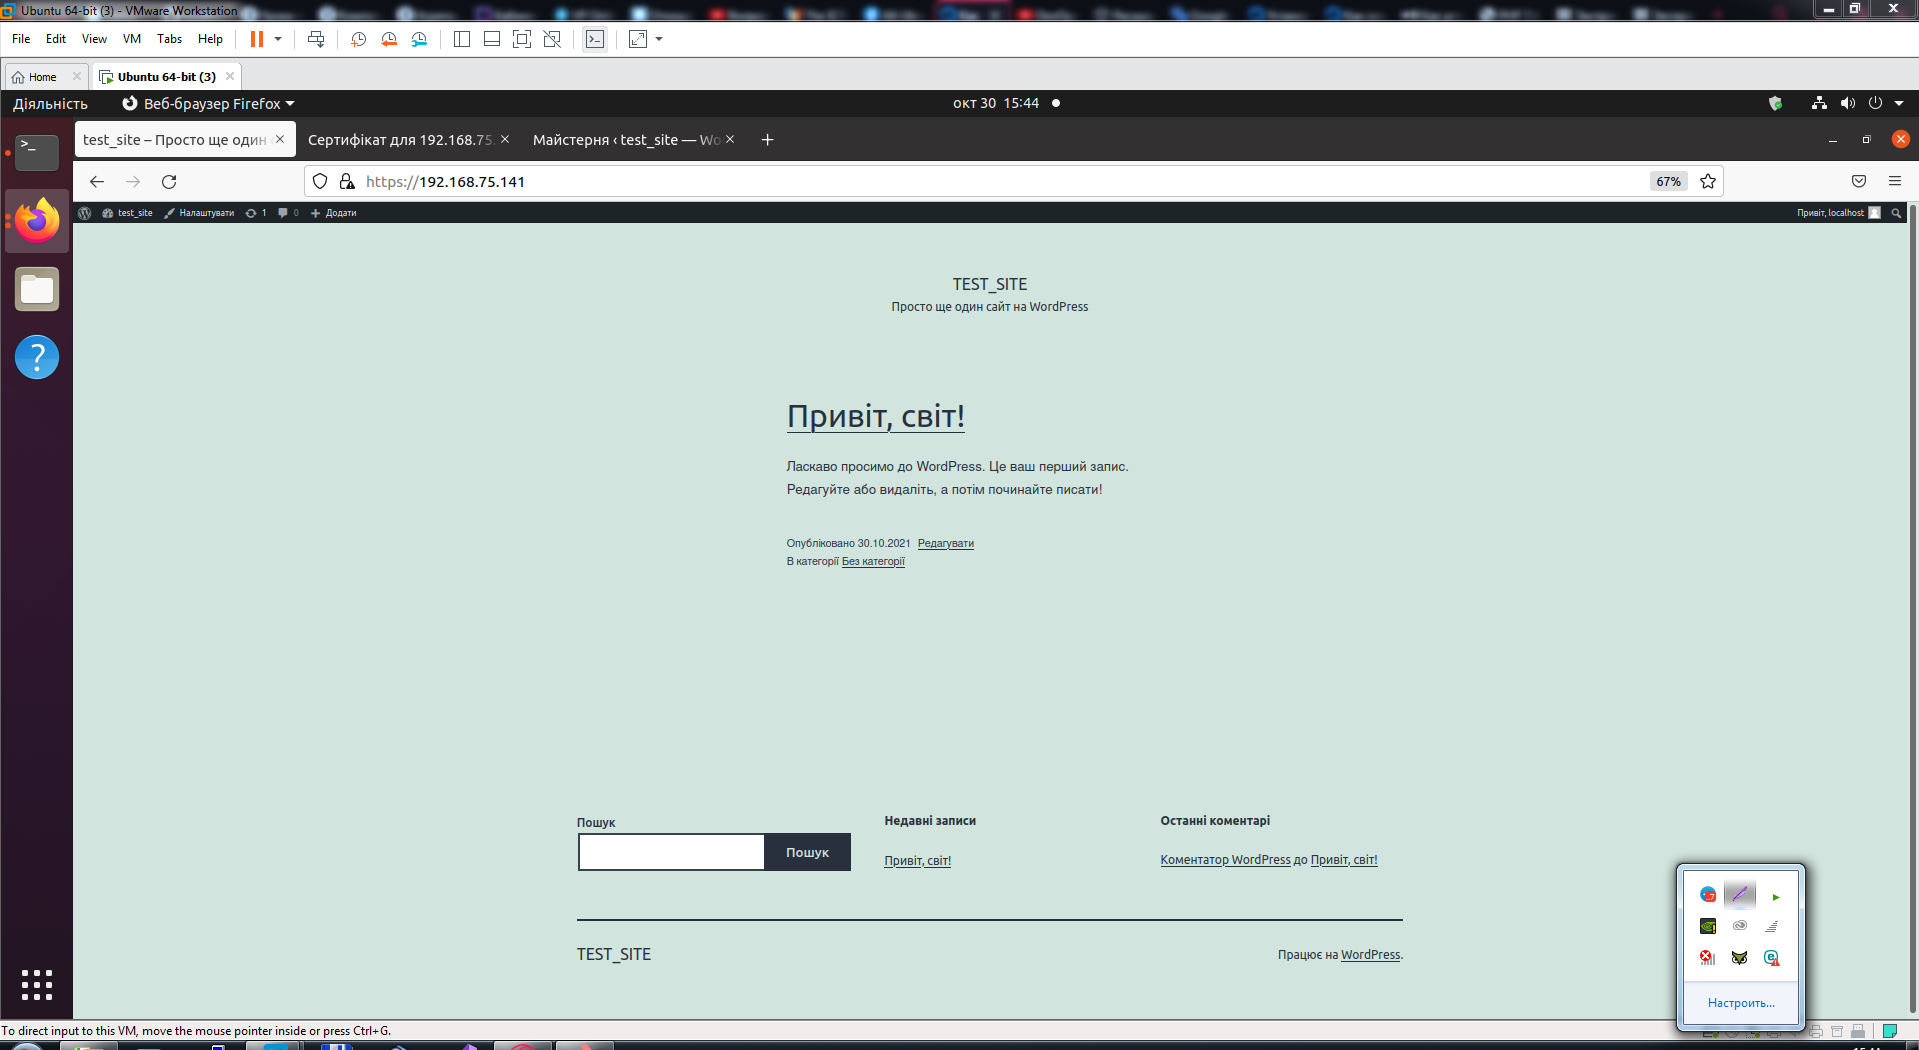 Ubuntu 64-bit (3) - VMware Workstation
File Edit View VM Tabs Help
Home
Ubuntu 64-bit (3)
Діяльність
Веб-браузер Firefox
окт 30 15:44
test_site – Просто ще один
Сертифікат для 192.168.75.
Майстерня ‹ test_site — Wo
https://192.168.75.141
67%
test_site
Налаштувати
1
0
Додати
Привіт, localhost
TEST_SITE
Просто ще один сайт на WordPress
Привіт, світ!
Ласкаво просимо до WordPress. Це ваш перший запис.
Редагуйте або видаліть, а потім починайте писати!
Опубліковано 30.10.2021 Редагувати
В категорії Без категорії
Пошук
Пошук
Недавні записи
Привіт, світ!
Останні коментарі
Коментатор WordPress до Привіт, світ!
TEST_SITE
Працює на WordPress.
Настроить...
To direct input to this VM, move the mouse pointer inside or press Ctrl+G.